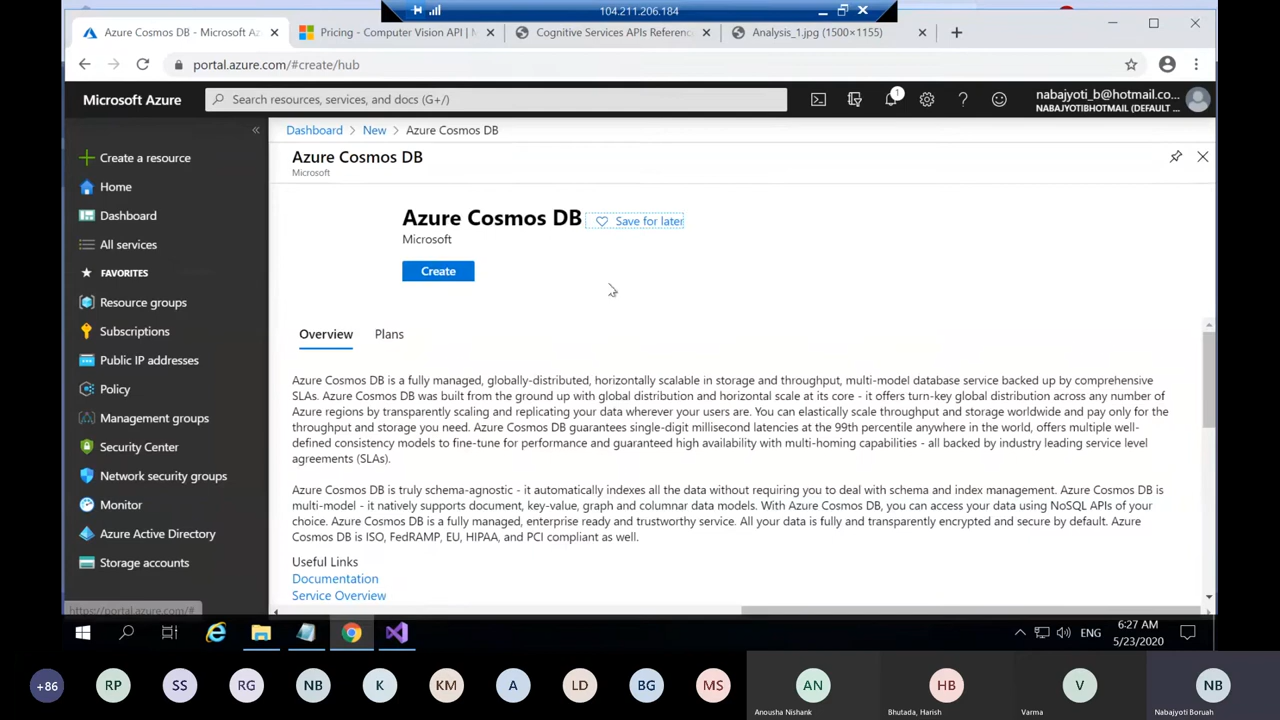 104.211.206.184
Azure Cosmos DB - Microsoft Az
Pricing - Computer Vision API | M
Cognitive Services APIs Referenc
Analysis_1.jpg (1500×1155)
portal.azure.com/#create/hub
Microsoft Azure
Search resources, services, and docs (G+/)
1
nabajyoti_b@hotmail.co...
NABAJYOTIHOTMAIL (DEFAULT ...
Dashboard > New > Azure Cosmos DB
Azure Cosmos DB
Microsoft
Create a resource
Home
Dashboard
All services
FAVORITES
Resource groups
Subscriptions
Public IP addresses
Policy
Management groups
Security Center
Network security groups
Monitor
Azure Active Directory
Storage accounts
https://portal.azure.com/#
Azure Cosmos DB
Save for later
Microsoft
Create
Overview
Plans
Azure Cosmos DB is a fully managed, globally-distributed, horizontally scalable in storage and throughput, multi-model database service backed up by comprehensive
SLAs. Azure Cosmos DB was built from the ground up with global distribution and horizontal scale at its core - it offers turn-key global distribution across any number of
Azure regions by transparently scaling and replicating your data wherever your users are. You can elastically scale throughput and storage worldwide and pay only for the
throughput and storage you need. Azure Cosmos DB guarantees single-digit millisecond latencies at the 99th percentile anywhere in the world, offers multiple well-
defined consistency models to fine-tune for performance and guaranteed high availability with multi-homing capabilities - all backed by industry leading service level
agreements (SLAs).
Azure Cosmos DB is truly schema-agnostic - it automatically indexes all the data without requiring you to deal with schema and index management. Azure Cosmos DB is
multi-model - it natively supports document, key-value, graph and columnar data models. With Azure Cosmos DB, you can access your data using NoSQL APIs of your
choice. Azure Cosmos DB is a fully managed, enterprise ready and trustworthy service. All your data is fully and transparently encrypted and secure by default. Azure
Cosmos DB is ISO, FedRAMP, EU, HIPAA, and PCI compliant as well.
Useful Links
Documentation
Service Overview
ENG
6:27 AM
5/23/2020
+86
RP
SS
RG
NB
K
KM
A
LD
BG
MS
AN
HB
V
NB
Anousha Nishank
Bhutada, Harish
Varma
Nabajyoti Boruah